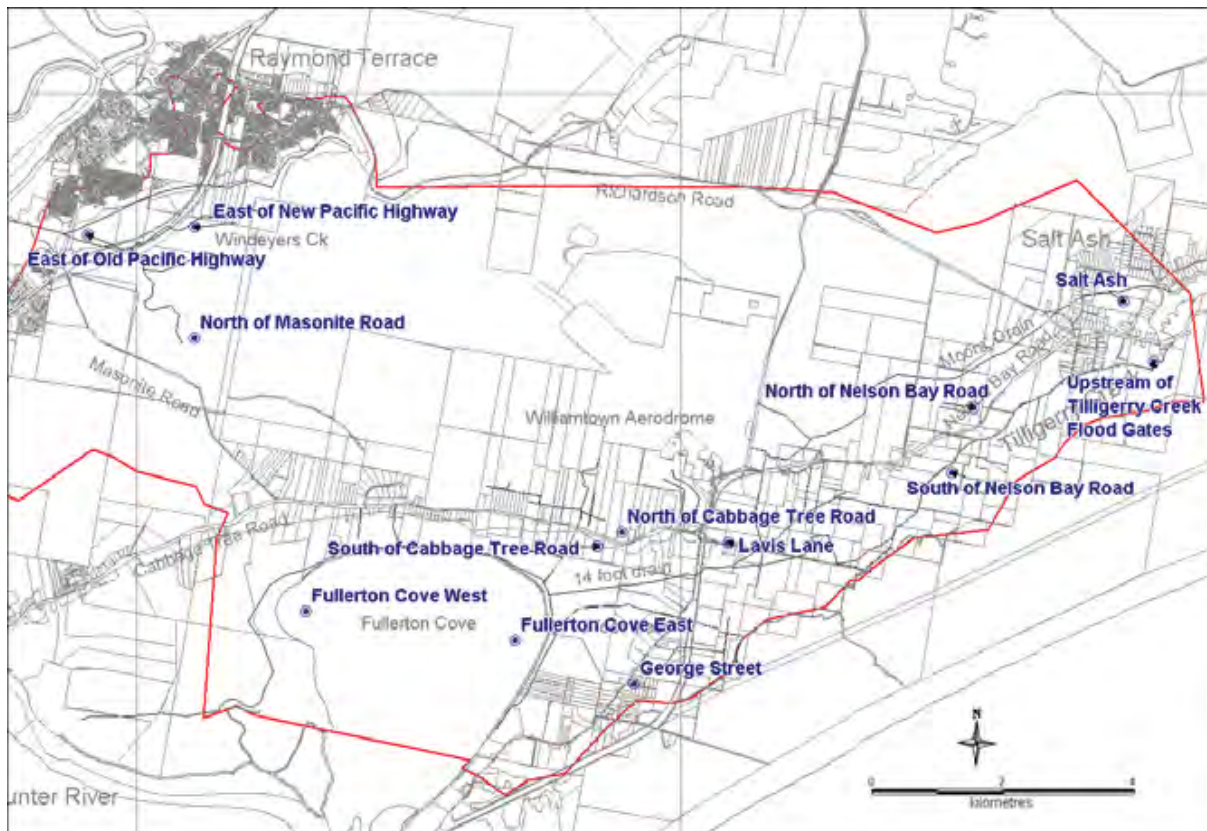 Raymond Terrace
Richardson Road
East of New Pacific Highway
Windeyers Ck
East of Old Pacific Highway
Salt Ash
Salt Ash
North of Masonite Road
Moors Drain
Masonite Road
Nelson Bay Road
North of Nelson Bay Road
Upstream of
Tilligerry Creek
Flood Gates
Williamtown Aerodrome
Tilligerry
South of Nelson Bay Road
North of Cabbage Tree Road
Cabbage Tree Road
South of Cabbage Tree Road
Lavis Lane
14 foot drain
Fullerton Cove West
Fullerton Cove
Fullerton Cove East
George Street
N
unter River
0 2 4
kilometres